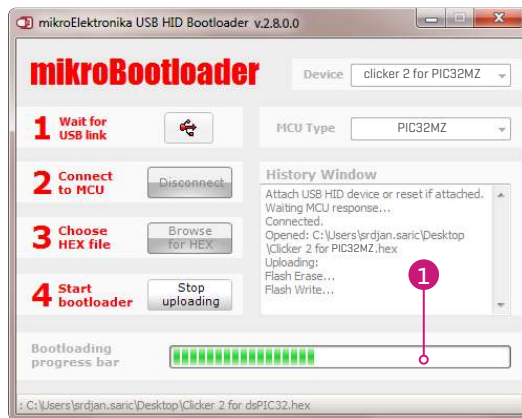 mikroElektronika USB HID Bootloader v.2.8.0.0
mikroBootloader
Device
clicker 2 for PIC32MZ
1 Wait for
USB link
MCU Type
PIC32MZ
2 Connect
to MCU
Disconnect
History Window
Attach USB HID device or reset if attached.
Waiting MCU response...
Connected.
Opened: C:\Users\srdjan.saric\Desktop
\Clicker 2 for PIC32MZ.hex
Uploading:
Flash Erase...
Flash Write...
3 Choose
HEX file
Browse
for HEX
4 Start
bootloader
Stop
uploading
1
Bootloading
progress bar
: C:\Users\srdjan.saric\Desktop\Clicker 2 for dsPIC32.hex